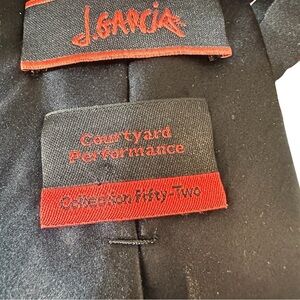 J. GARCIA
Courtyard
Performance
Collection Fifty-Two